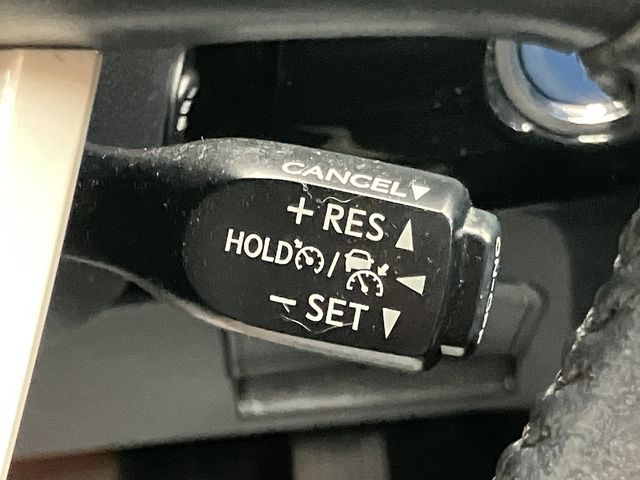 CANCEL
+ RES
HOLD /
- SET